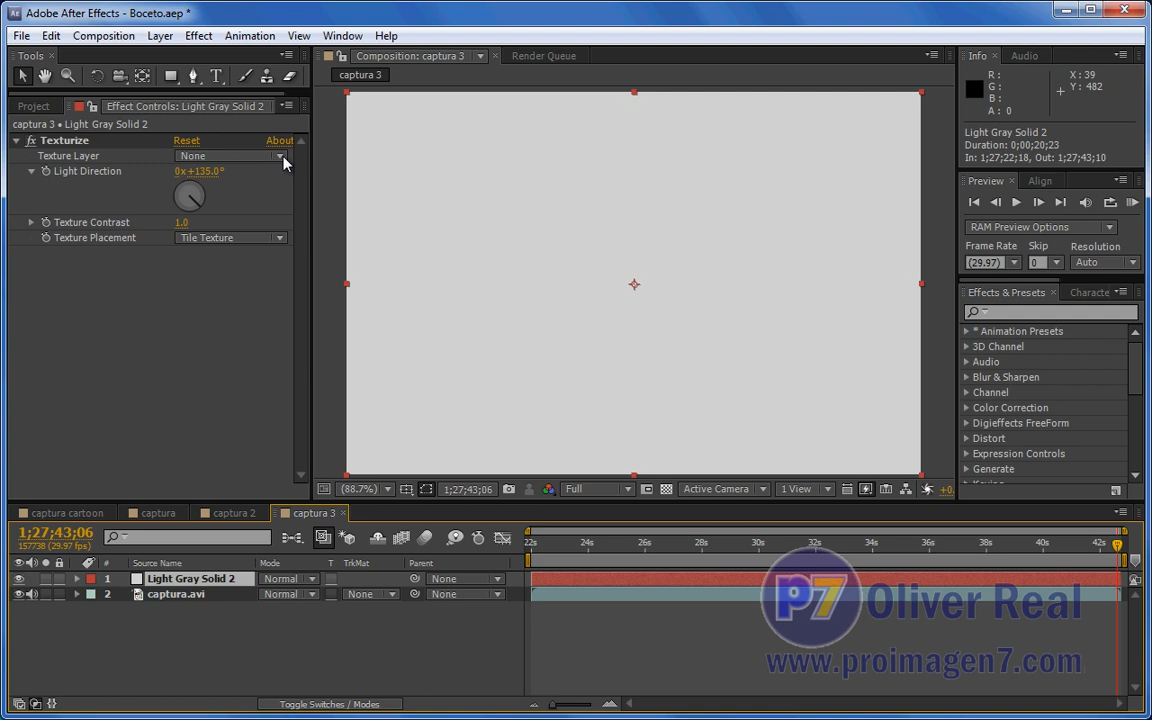 Adobe After Effects - Boceto.aep *
File Edit Composition Layer Effect Animation View Window Help
Tools
Composition: captura 3
Render Queue
Info
Audio
captura 3
R:
G:
B:
A: 0
X: 39
Y: 482
Project
Effect Controls: Light Gray Solid 2
captura 3 • Light Gray Solid 2
Texturize
Reset
About
Texture Layer
None
Light Direction
0x +135.0°
Texture Contrast
1.0
Texture Placement
Tile Texture
Light Gray Solid 2
Duration: 0;00;20;23
In: 1;27;22;18, Out: 1;27;43;10
Preview
Align
RAM Preview Options
Frame Rate
Skip
Resolution
(29.97)
0
Auto
Effects & Presets
Characte
* Animation Presets
3D Channel
Audio
Blur & Sharpen
Channel
Color Correction
Digieffects FreeForm
Distort
Expression Controls
Generate
(88.7%)
1;27;43;06
Full
Active Camera
1 View
+0.
captura cartoon
captura
captura 2
captura 3
1;27;43;06
157738 (29.97 fps)
22s 24s 26s 28s 30s 32s 34s 36s 38s 40s 42s
Source Name
Mode
T
TrkMat
Parent
1
Light Gray Solid 2
Normal
None
2
captura.avi
Normal
None
None
p7 Oliver Real
www.proimagen7.com
Toggle Switches / Modes